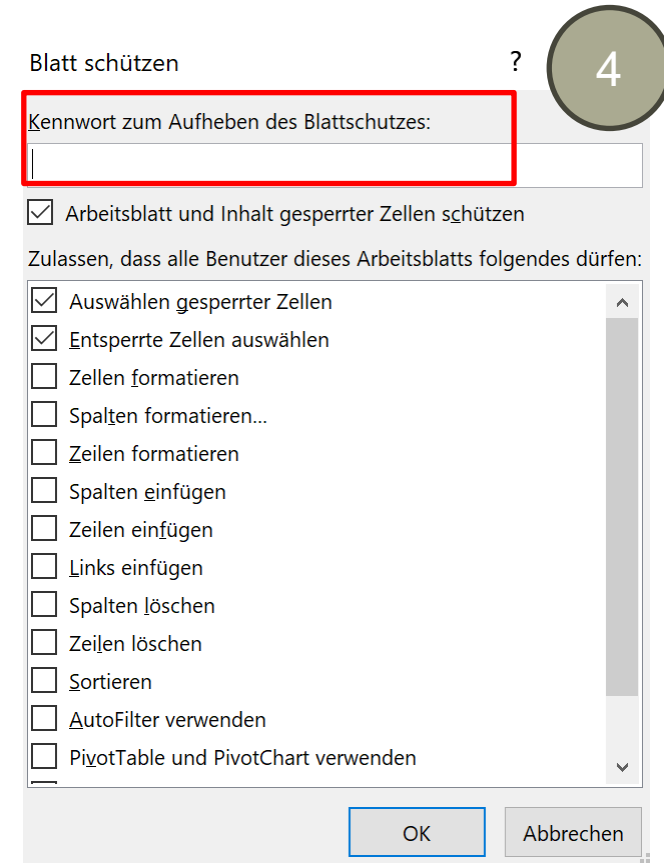 Blatt schützen
?
4
Kennwort zum Aufheben des Blattschutzes:
Arbeitsblatt und Inhalt gesperrter Zellen schützen
Zulassen, dass alle Benutzer dieses Arbeitsblatts folgendes dürfen:
Auswählen gesperrter Zellen
Entsperrte Zellen auswählen
Zellen formatieren
Spalten formatieren...
Zeilen formatieren
Spalten einfügen
Zeilen einfügen
Links einfügen
Spalten löschen
Zeilen löschen
Sortieren
AutoFilter verwenden
PivotTable und PivotChart verwenden
OK Abbrechen